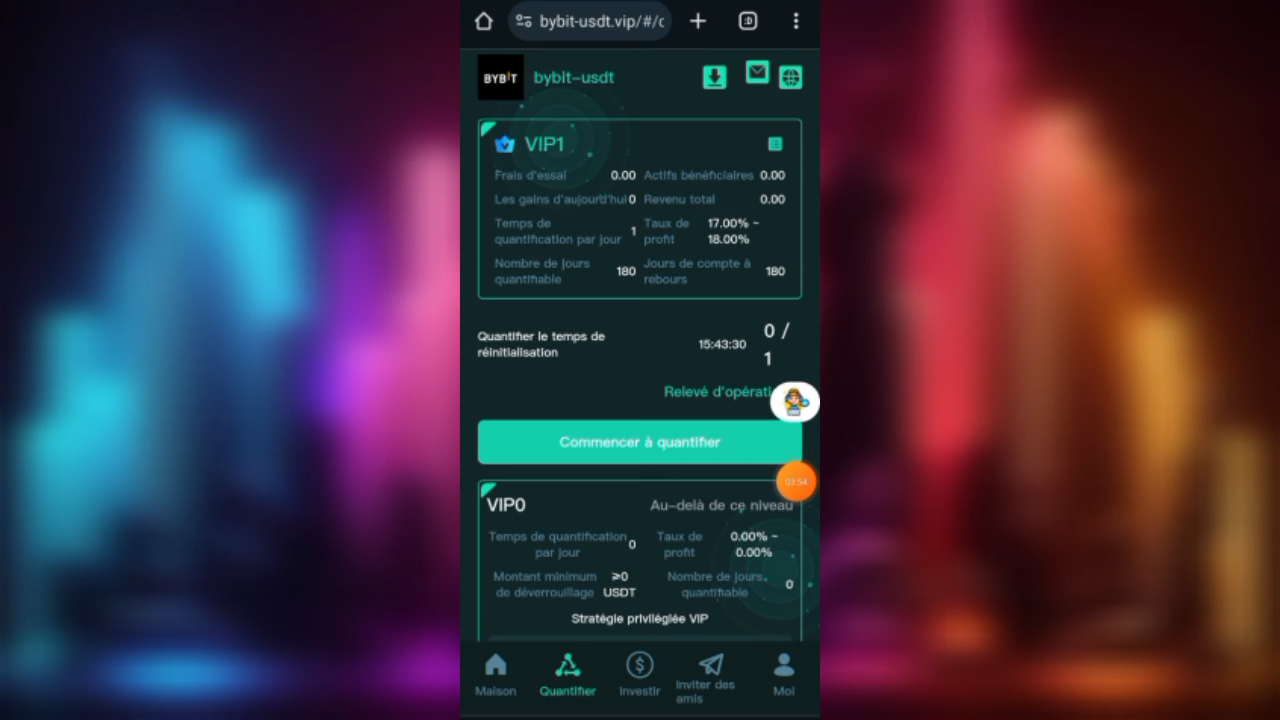 bybit-usdt.vip/#/c
:D
BYBIT
bybit-usdt
VIP1
Frais d'essai 0.00 Actifs bénéficiaires 0.00
Les gains d'aujourd'hui 0 Revenu total 0.00
Temps de quantification par jour 1 Taux de profit 17.00% ~ 18.00%
Nombre de jours quantifiable 180 Jours de compte à rebours 180
Quantifier le temps de réinitialisation 15:43:30 0 / 1
Relevé d'opérati
Commencer à quantifier
03:54
VIP0 Au-delà de ce niveau
Temps de quantification par jour 0 Taux de profit 0.00% ~ 0.00%
Montant minimum de déverrouillage ≥0 USDT Nombre de jours quantifiable 0
Stratégie privilégiée VIP
Maison Quantifier Investir Inviter des amis Moi